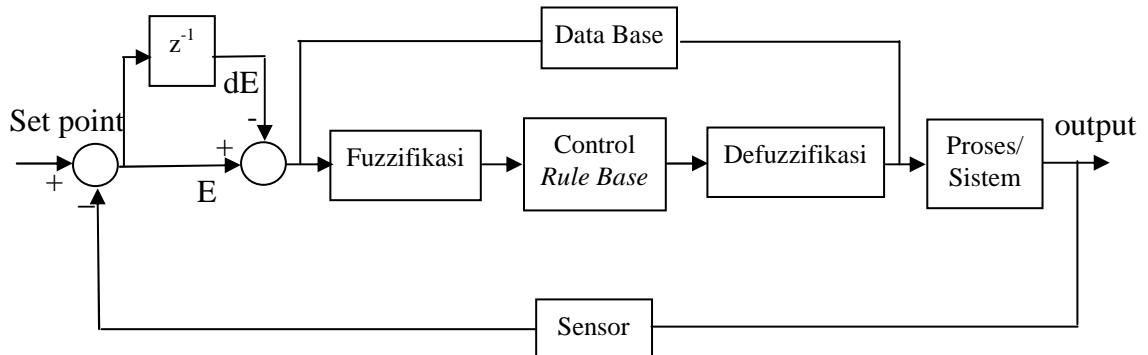 z-1
Data Base
dE
-
Set point
+
Fuzzifikasi
Control
Rule Base
Defuzzifikasi
Proses/
Sistem
output
+
E
–
Sensor